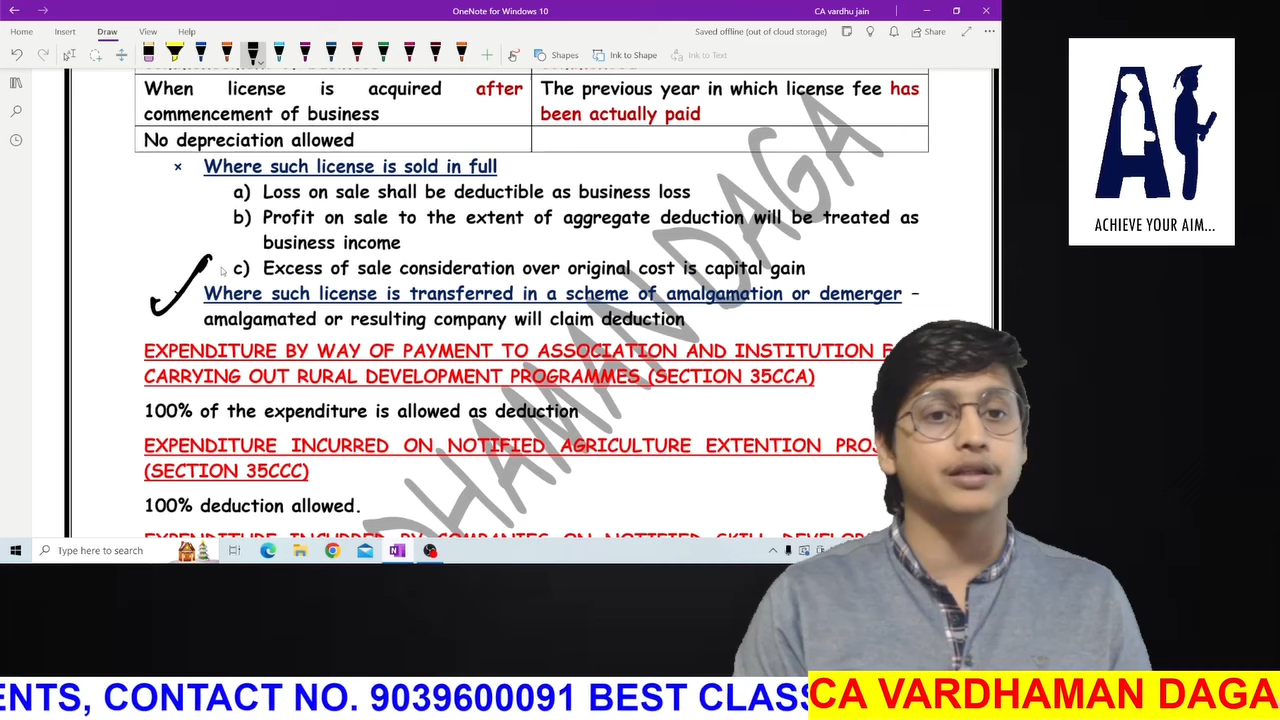 OneNote for Windows 10
CA vardhu jain
Home Insert Draw View Help
Saved offline (out of cloud storage)
Share
Shapes
Ink to Shape
Ink to Text
When license is acquired after The previous year in which license fee has
commencement of business been actually paid
No depreciation allowed
Where such license is sold in full
a) Loss on sale shall be deductible as business loss
b) Profit on sale to the extent of aggregate deduction will be treated as
business income
c) Excess of sale consideration over original cost is capital gain
Where such license is transferred in a scheme of amalgamation or demerger –
amalgamated or resulting company will claim deduction
EXPENDITURE BY WAY OF PAYMENT TO ASSOCIATION AND INSTITUTION
CARRYING OUT RURAL DEVELOPMENT PROGRAMMES (SECTION 35CCA)
100% of the expenditure is allowed as deduction
EXPENDITURE INCURRED ON NOTIFIED AGRICULTURE EXTENTION
(SECTION 35CCC)
100% deduction allowed.
DHAMAN DAGA
Type here to search
AI
ACHIEVE YOUR AIM...
ENTS, CONTACT NO. 9039600091 BEST CLASS
CA VARDHAMAN DAGA